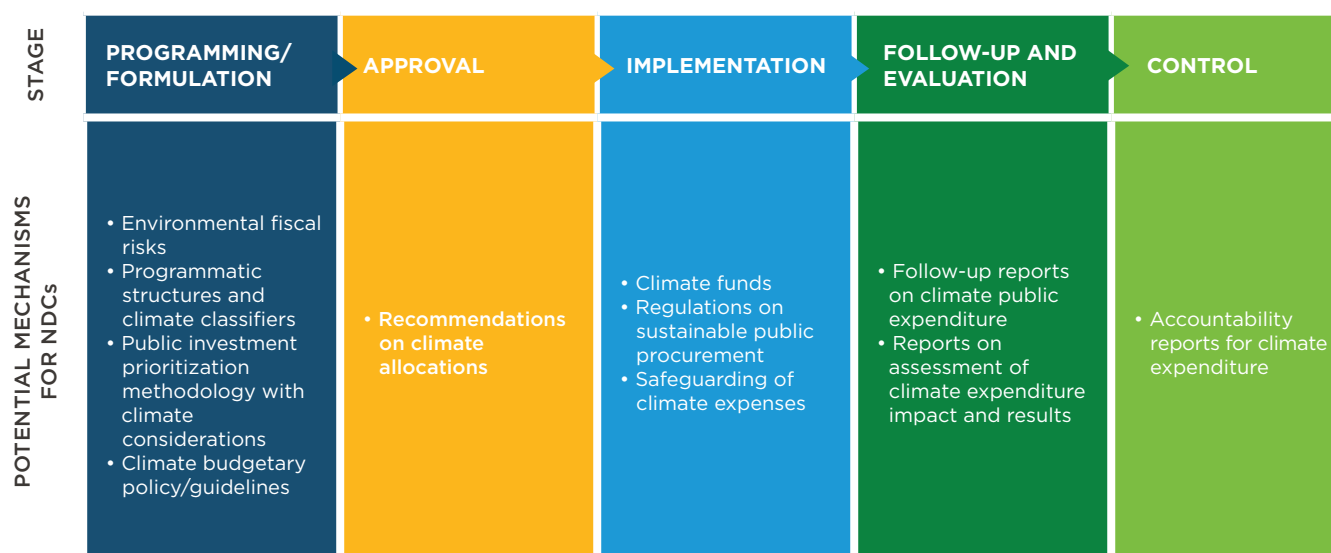 STAGE
PROGRAMMING/
FORMULATION
APPROVAL
IMPLEMENTATION
FOLLOW-UP AND
EVALUATION
CONTROL
POTENTIAL MECHANISMS
FOR NDCs
• Environmental fiscal
risks
• Programmatic
structures and
climate classifiers
• Public investment
prioritization
methodology with
climate
considerations
• Climate budgetary
policy/guidelines
• Recommendations
on climate
allocations
• Climate funds
• Regulations on
sustainable public
procurement
• Safeguarding of
climate expenses
• Follow-up reports
on climate public
expenditure
• Reports on
assessment of
climate expenditure
impact and results
• Accountability
reports for climate
expenditure